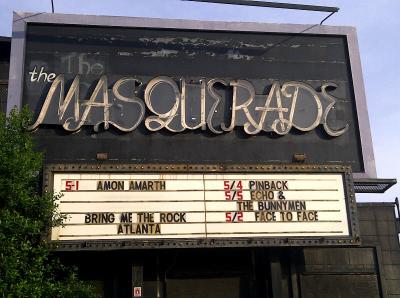 the The
MASQUERADE
5-1 AMON AMARTH
BRING ME THE ROCK
ATLANTA
5/4 PINBACK
5/5 ECHO &
THE BUNNYMEN
5/2 FACE TO FACE